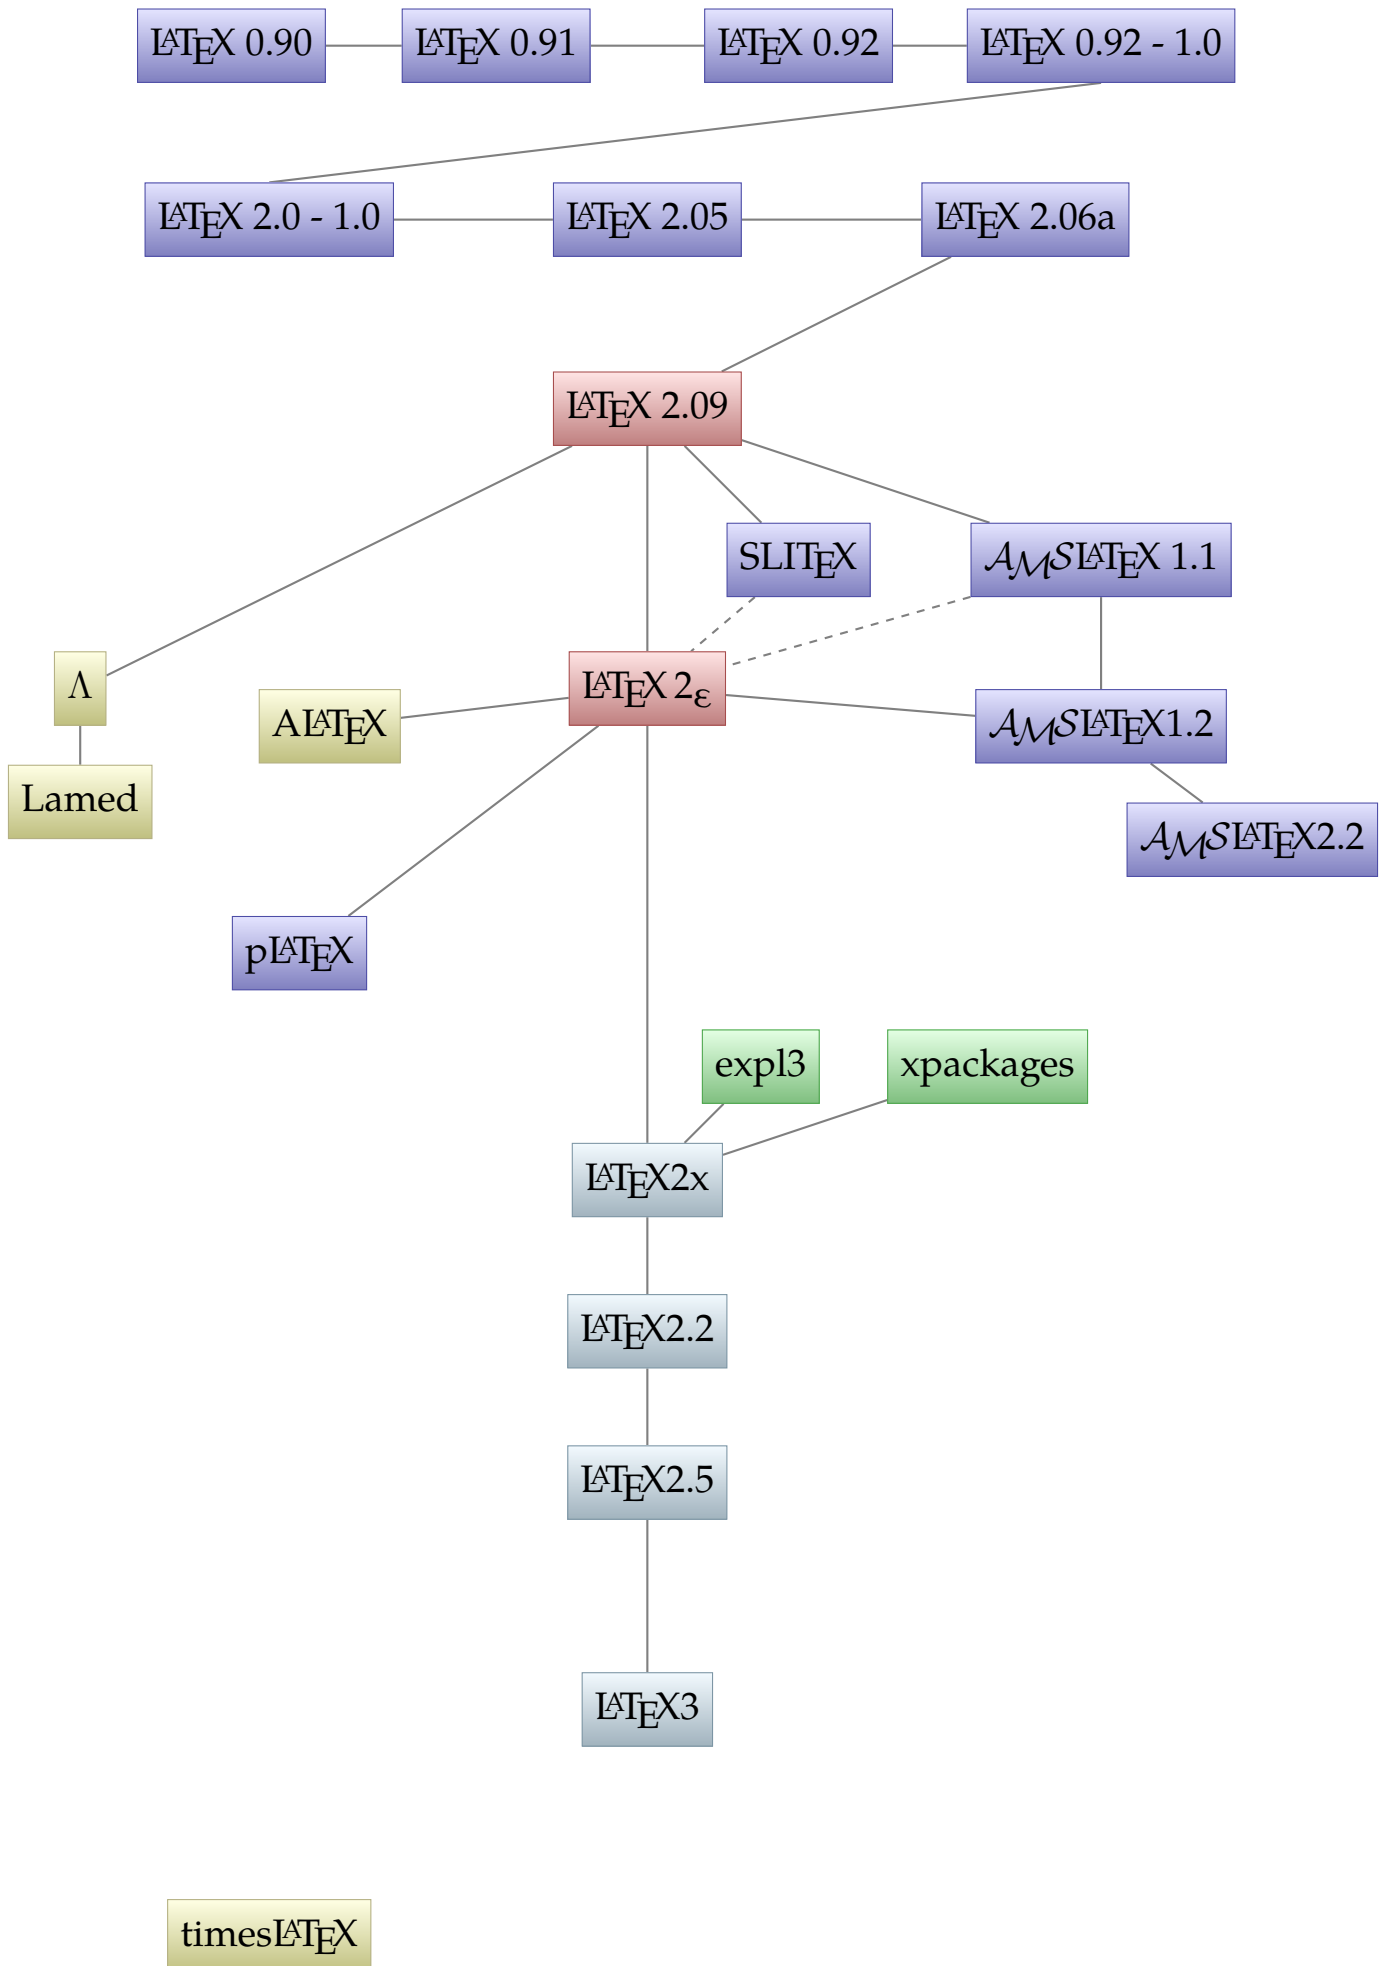 LATEX 0.90 LATEX 0.91 LATEX 0.92 LATEX 0.92 - 1.0
LATEX 2.0 - 1.0 LATEX 2.05 LATEX 2.06a
LATEX 2.09
SLITEX AMSLATEX 1.1
Λ LATEX 2ε
ALATEX AMSLATEX1.2
Lamed
AMSLATEX2.2
pLATEX
expl3 xpackages
LATEX2x
LATEX2.2
LATEX2.5
LATEX3
timesLATEX